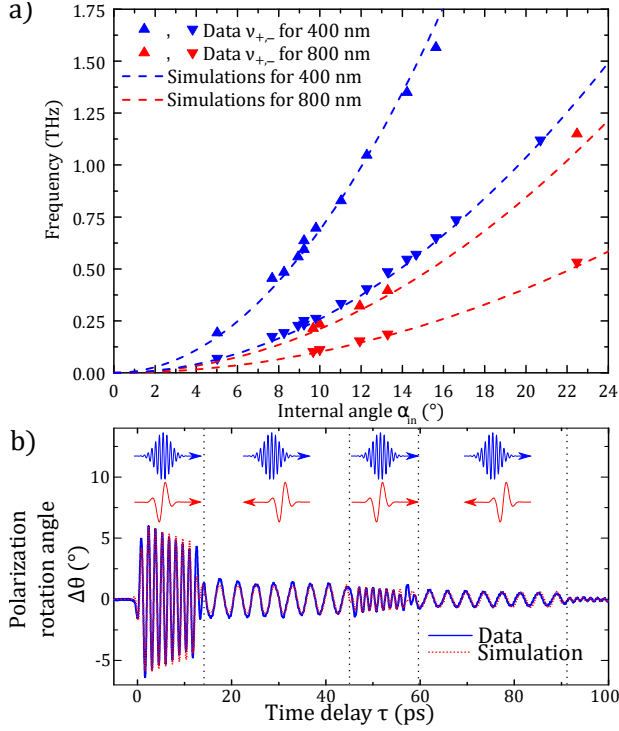 a)
1.75
1.50
1.25
1.00
0.75
0.50
0.25
0.00
Frequency (THz)
, Data ν+,− for 400 nm
, Data ν+,− for 800 nm
Simulations for 400 nm
Simulations for 800 nm
0 2 4 6 8 10 12 14 16 18 20 22 24
Internal angle α_in (°)
b)
10
5
0
-5
Polarization
rotation angle
Δθ (°)
Data
Simulation
0 20 40 60 80 100
Time delay τ (ps)